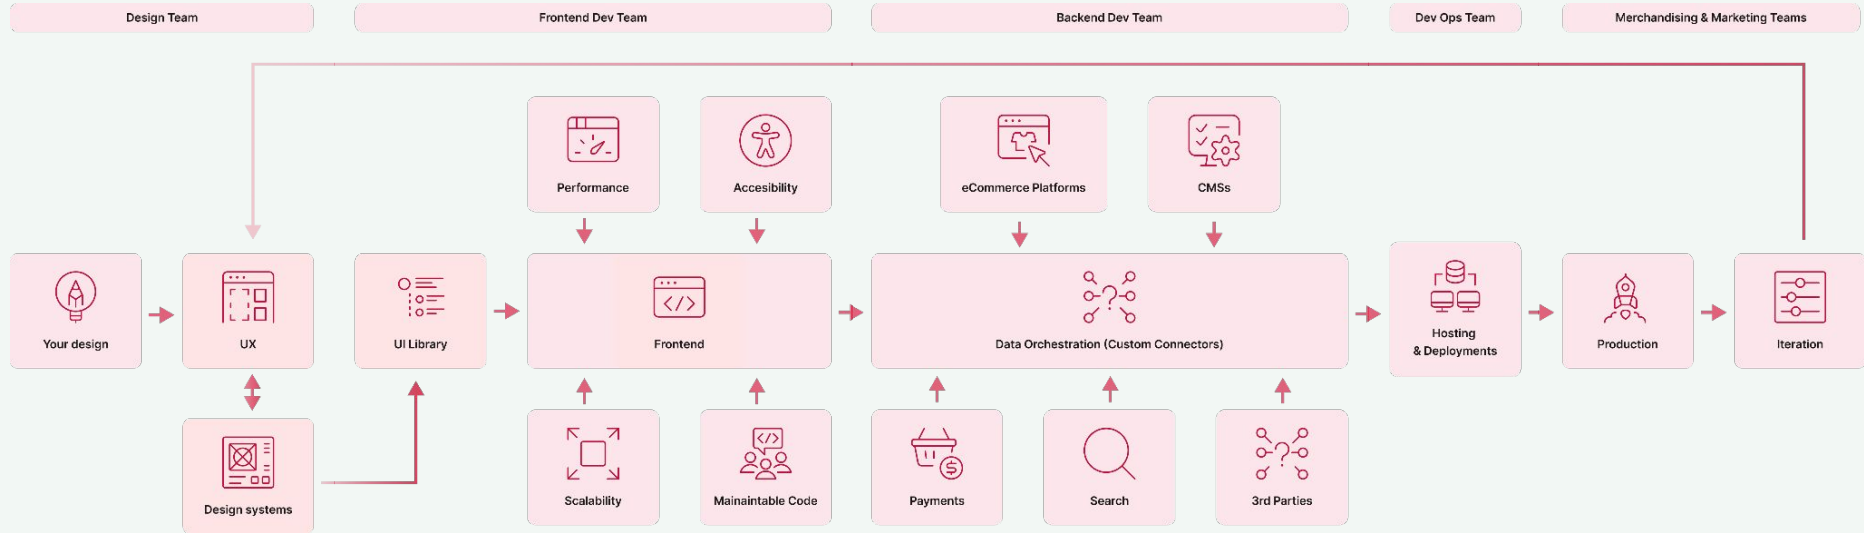 Design Team
Frontend Dev Team
Backend Dev Team
Dev Ops Team
Merchandising & Marketing Teams
Performance
Accesibility
eCommerce Platforms
CMSs
Your design
UX
UI Library
Frontend
Data Orchestration (Custom Connectors)
Hosting
& Deployments
Production
Iteration
Design systems
Scalability
Mainaintable Code
Payments
Search
3rd Parties